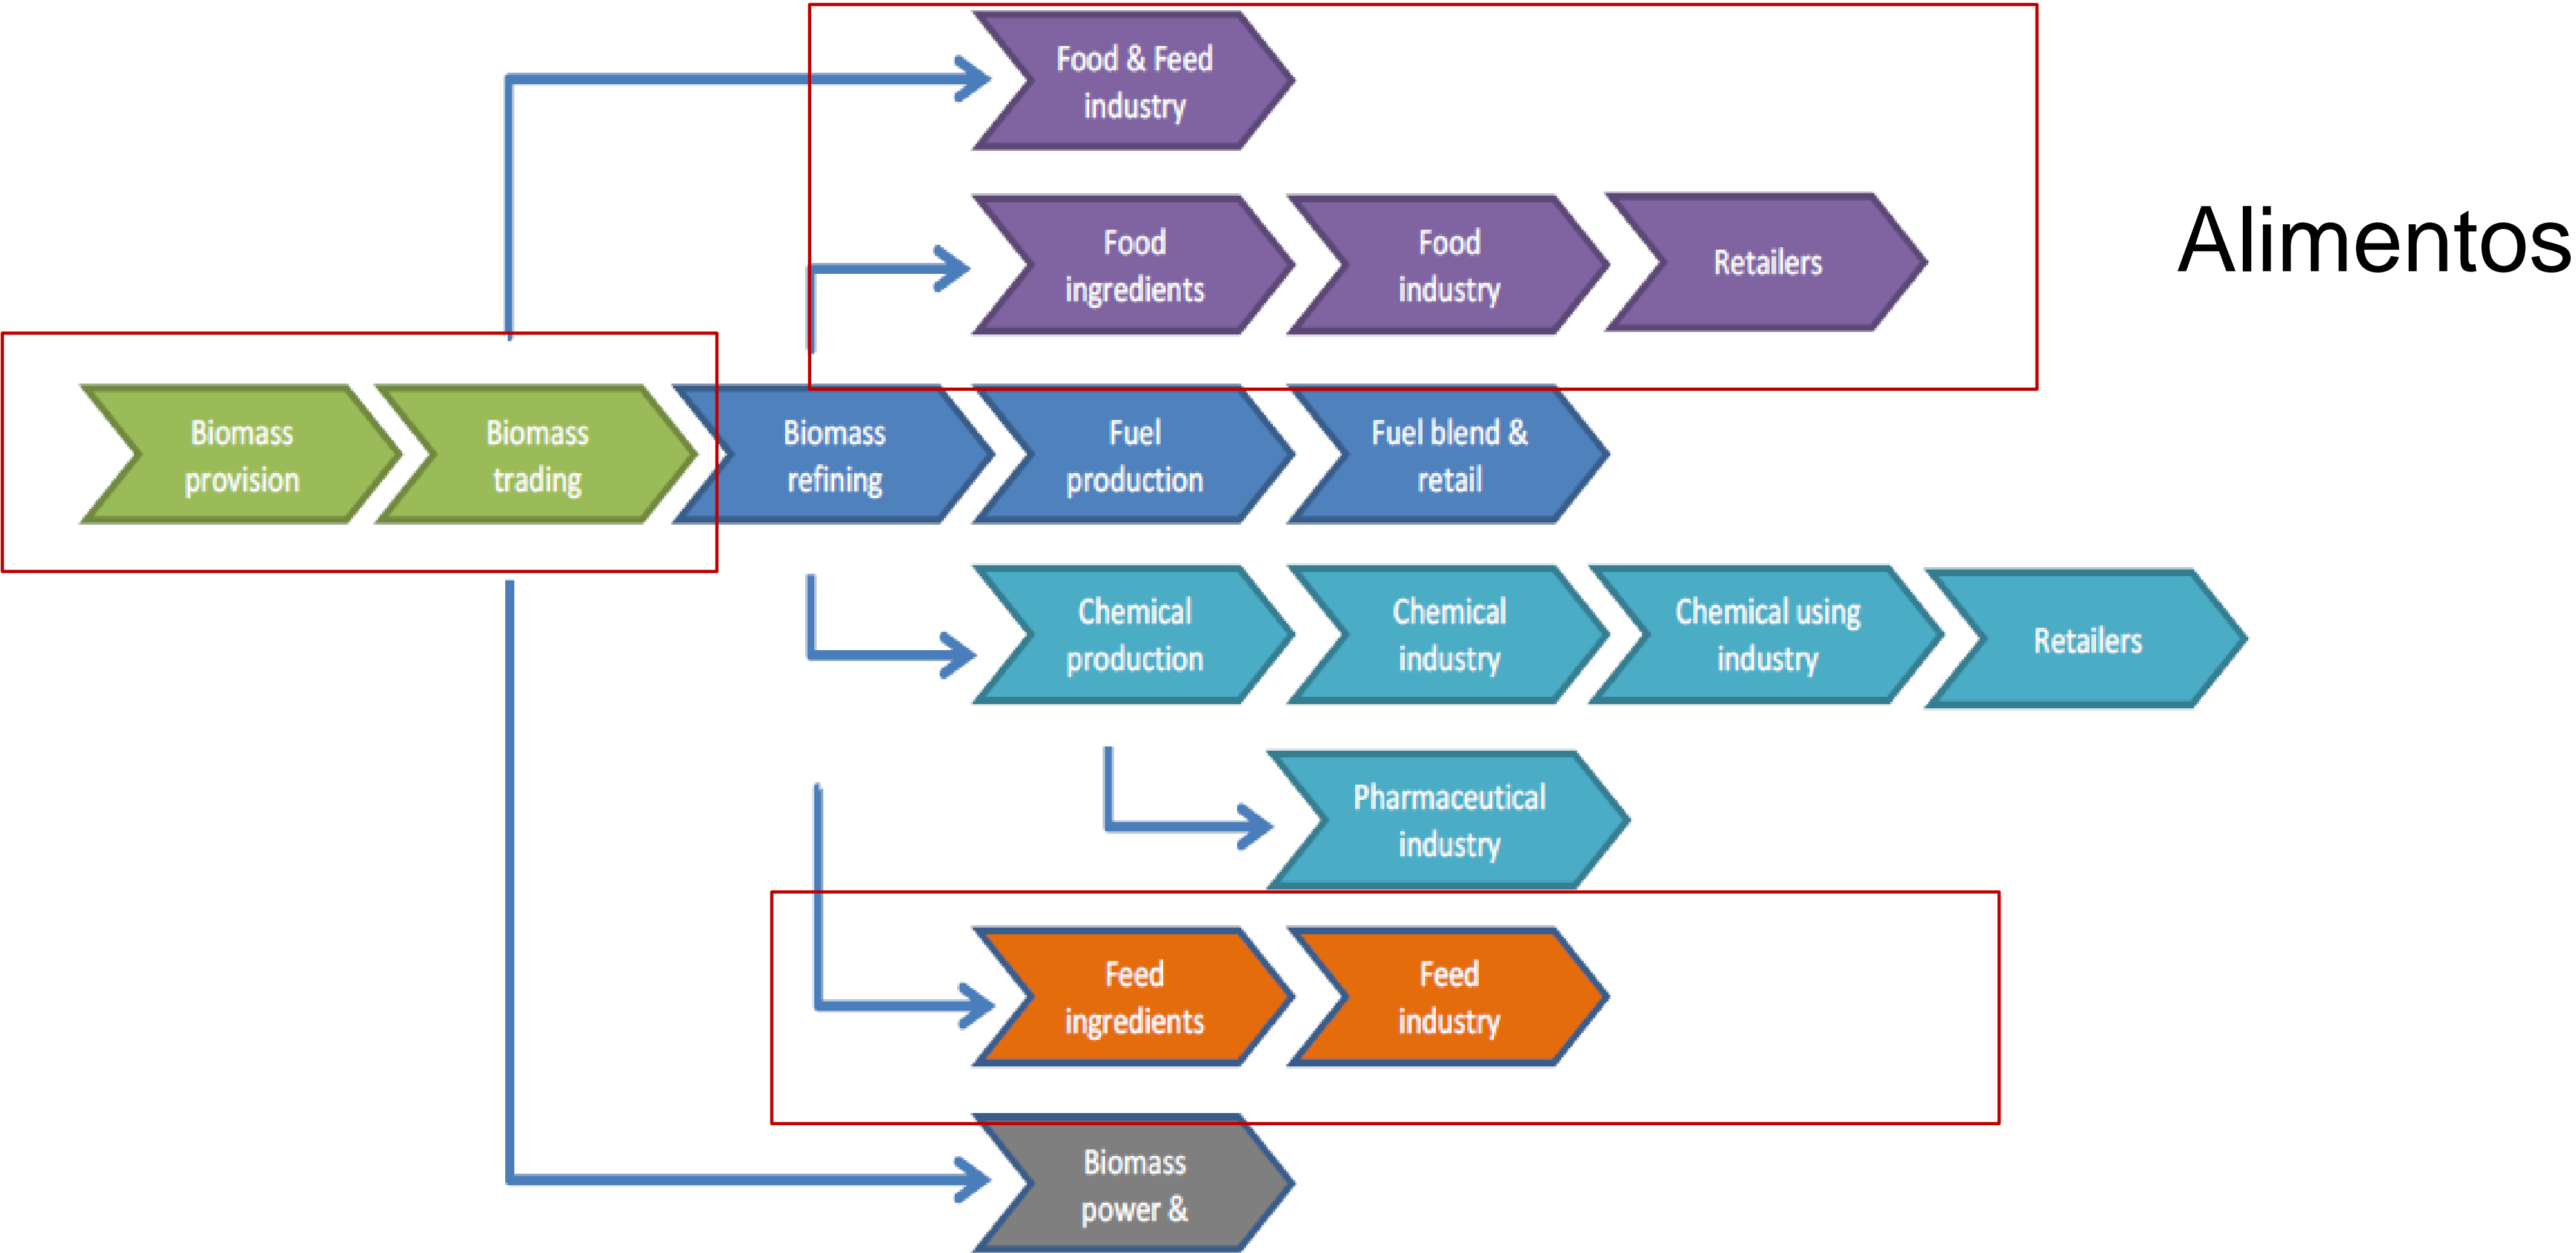 Food & Feed
industry
Food
ingredients
Food
industry
Retailers
Alimentos
Biomass
provision
Biomass
trading
Biomass
refining
Fuel
production
Fuel blend &
retail
Chemical
production
Chemical
industry
Chemical using
industry
Retailers
Pharmaceutical
industry
Feed
ingredients
Feed
industry
Biomass
power &